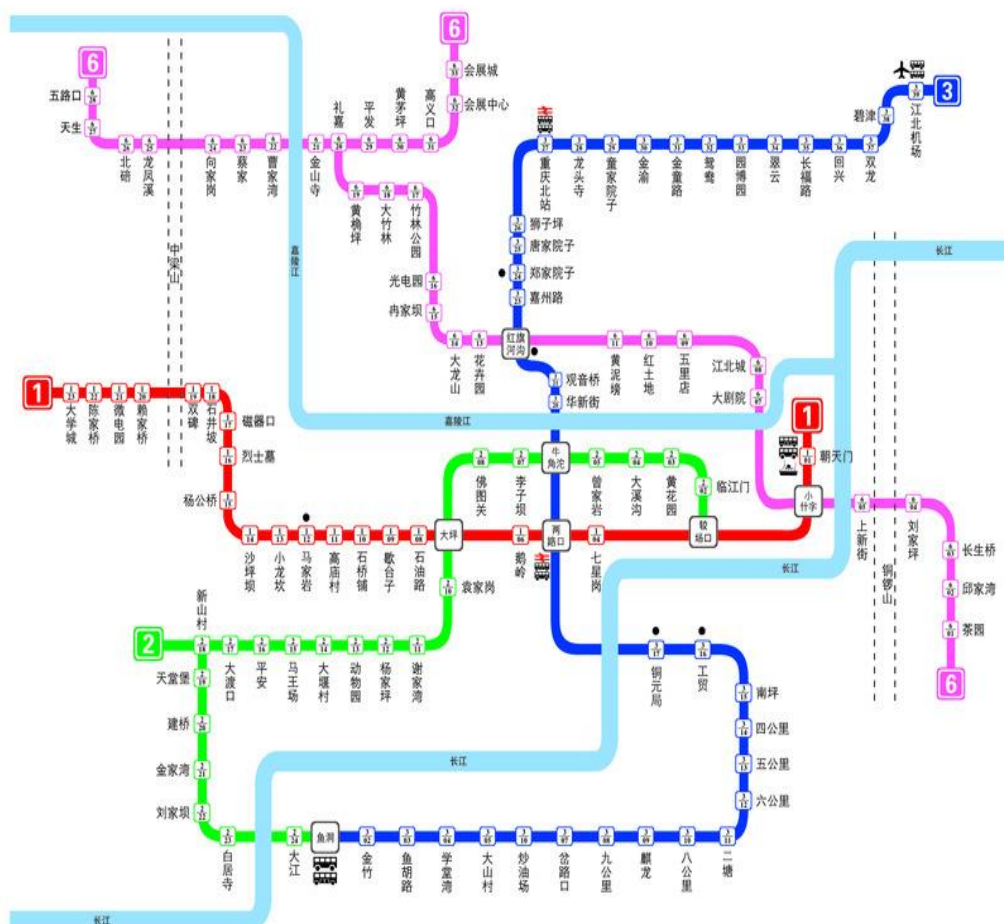 6
6
3
五路口
天生
北碚
龙凤溪
向家岗
蔡家
曹家湾
金山寺
礼嘉
平发
黄茅坪
高义口
会展中心
会展城
黄桷坪
大竹林
竹林公园
光电园
冉家坝
大龙山
花卉园
红旗
河沟
黄泥塝
红土地
五里店
江北城
大剧院
小
什字
上新街
刘家坪
长生桥
邱家湾
茶园
6
江北机场
碧津
双龙
回兴
长福路
翠云
园博园
鸳鸯
金童路
金渝
童家院子
龙头寺
重庆北站
狮子坪
唐家院子
郑家院子
嘉州路
观音桥
华新街
牛
角沱
两
路口
铜元局
工贸
南坪
四公里
五公里
六公里
二塘
八公里
麒龙
九公里
岔路口
炒油场
大山村
学堂湾
鱼胡路
金竹
鱼洞
1
大学城
陈家桥
微电园
赖家桥
双碑
石井坡
磁器口
烈士墓
杨公桥
沙坪坝
小龙坎
马家岩
高庙村
石桥铺
歇台子
石油路
大坪
鹅岭
七星岗
较
场口
朝天门
1
临江门
黄花园
大溪沟
曾家岩
李子坝
佛图关
袁家岗
谢家湾
杨家坪
动物园
大堰村
马王场
平安
大渡口
新山村
2
天堂堡
建桥
金家湾
刘家坝
白居寺
大江
中梁山
铜锣山
嘉陵江
嘉陵江
长江
长江
长江
长江